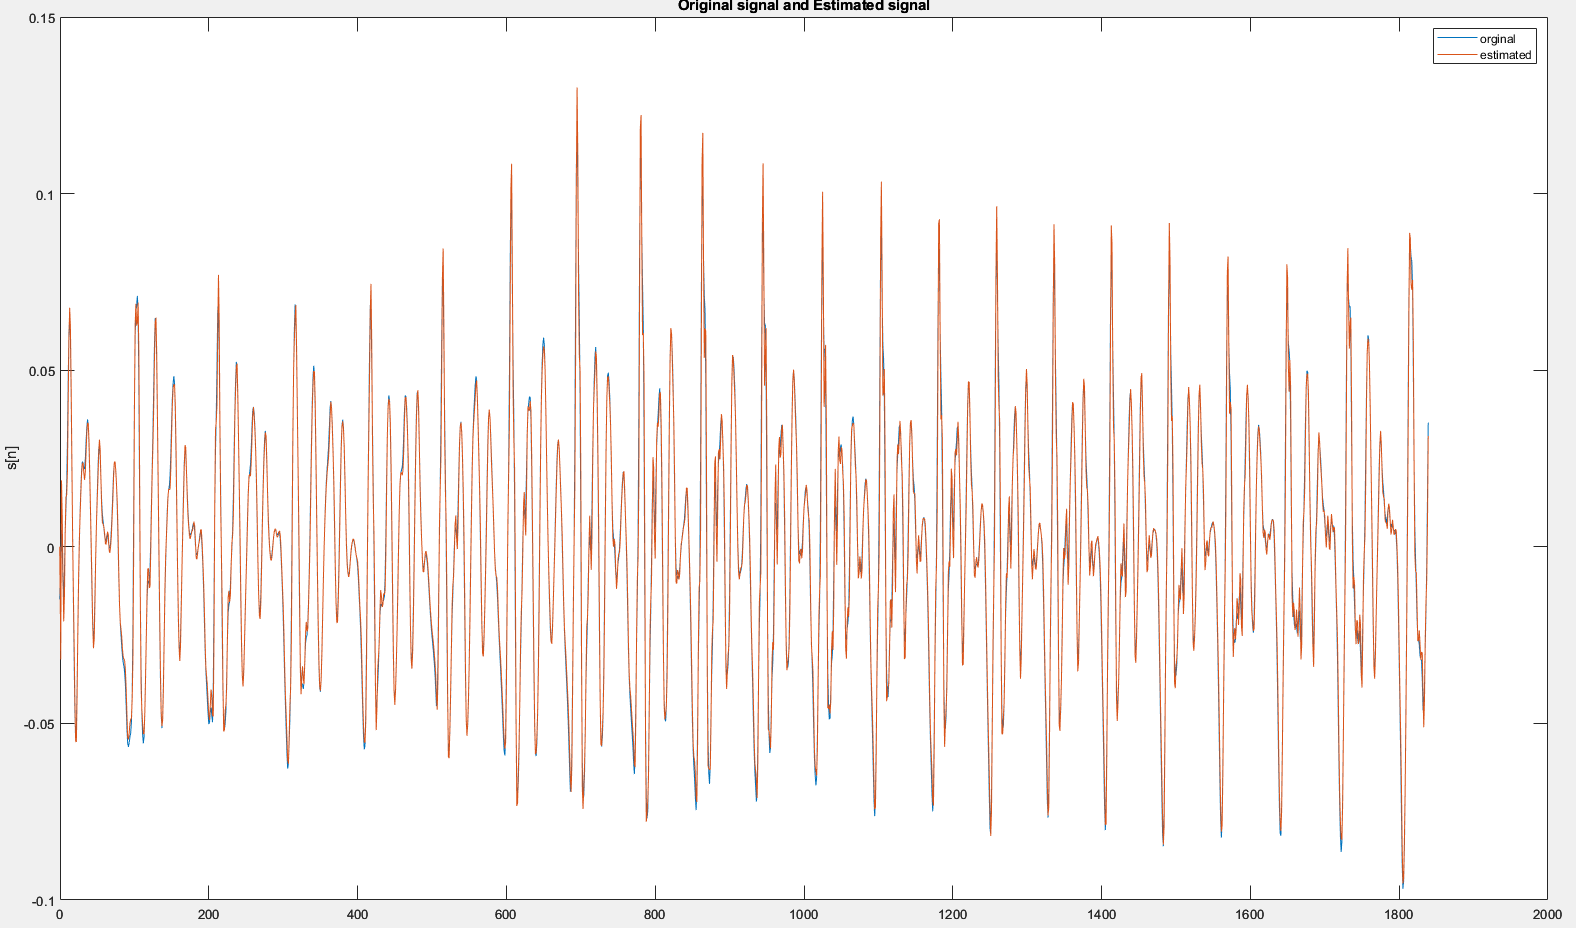 Original signal and Estimated signal
0.15
orginal
estimated
0.1
0.05
s[n]
0
-0.05
-0.1
0 200 400 600 800 1000 1200 1400 1600 1800 2000